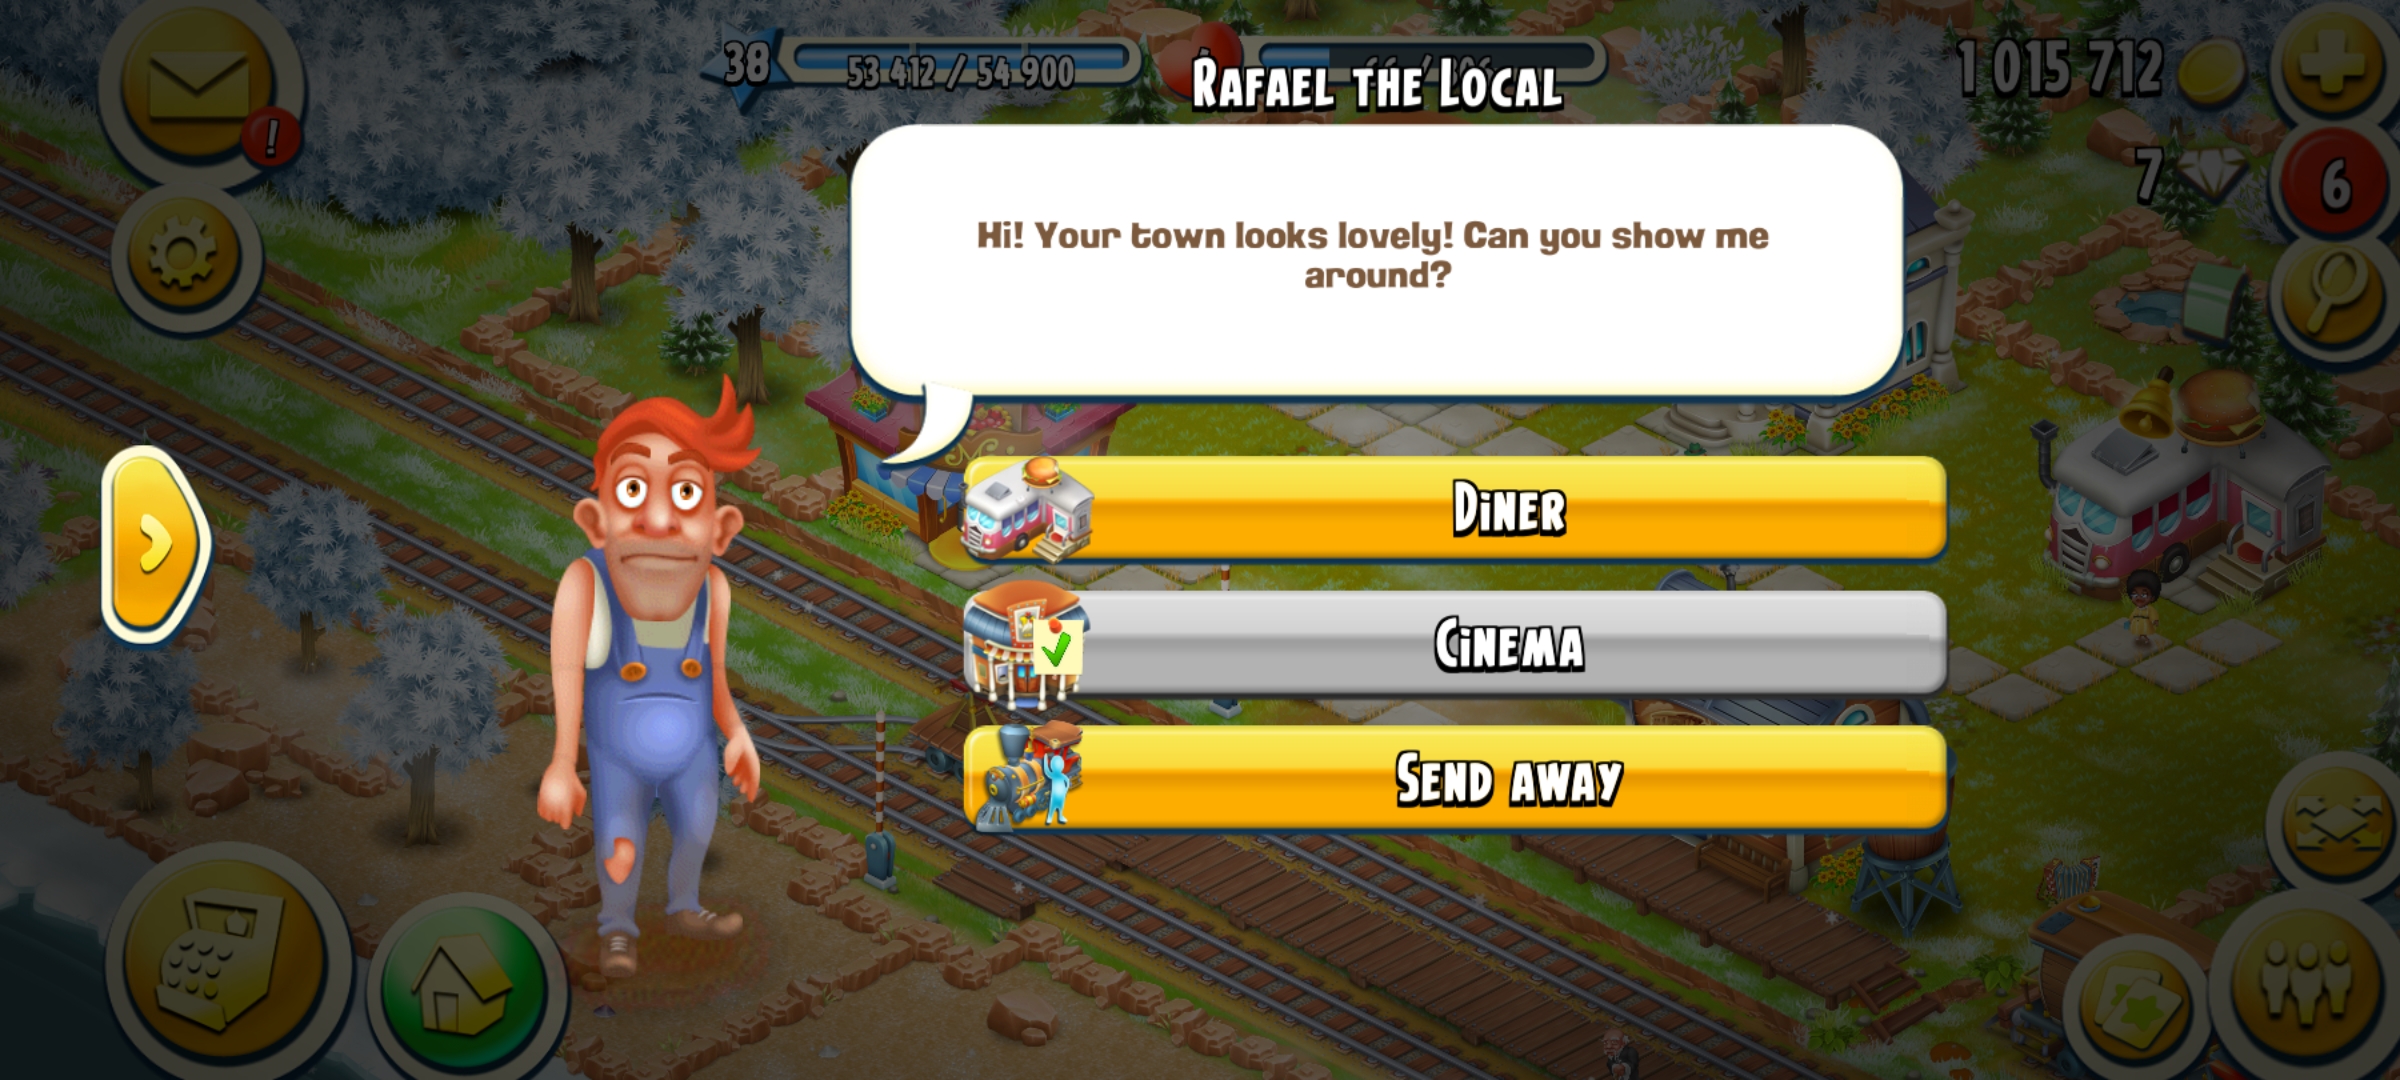 38
53 412 / 54 900
Rafael the Local
1 015 712
7
6
!
Hi! Your town looks lovely! Can you show me
around?
Diner
Cinema
Send away